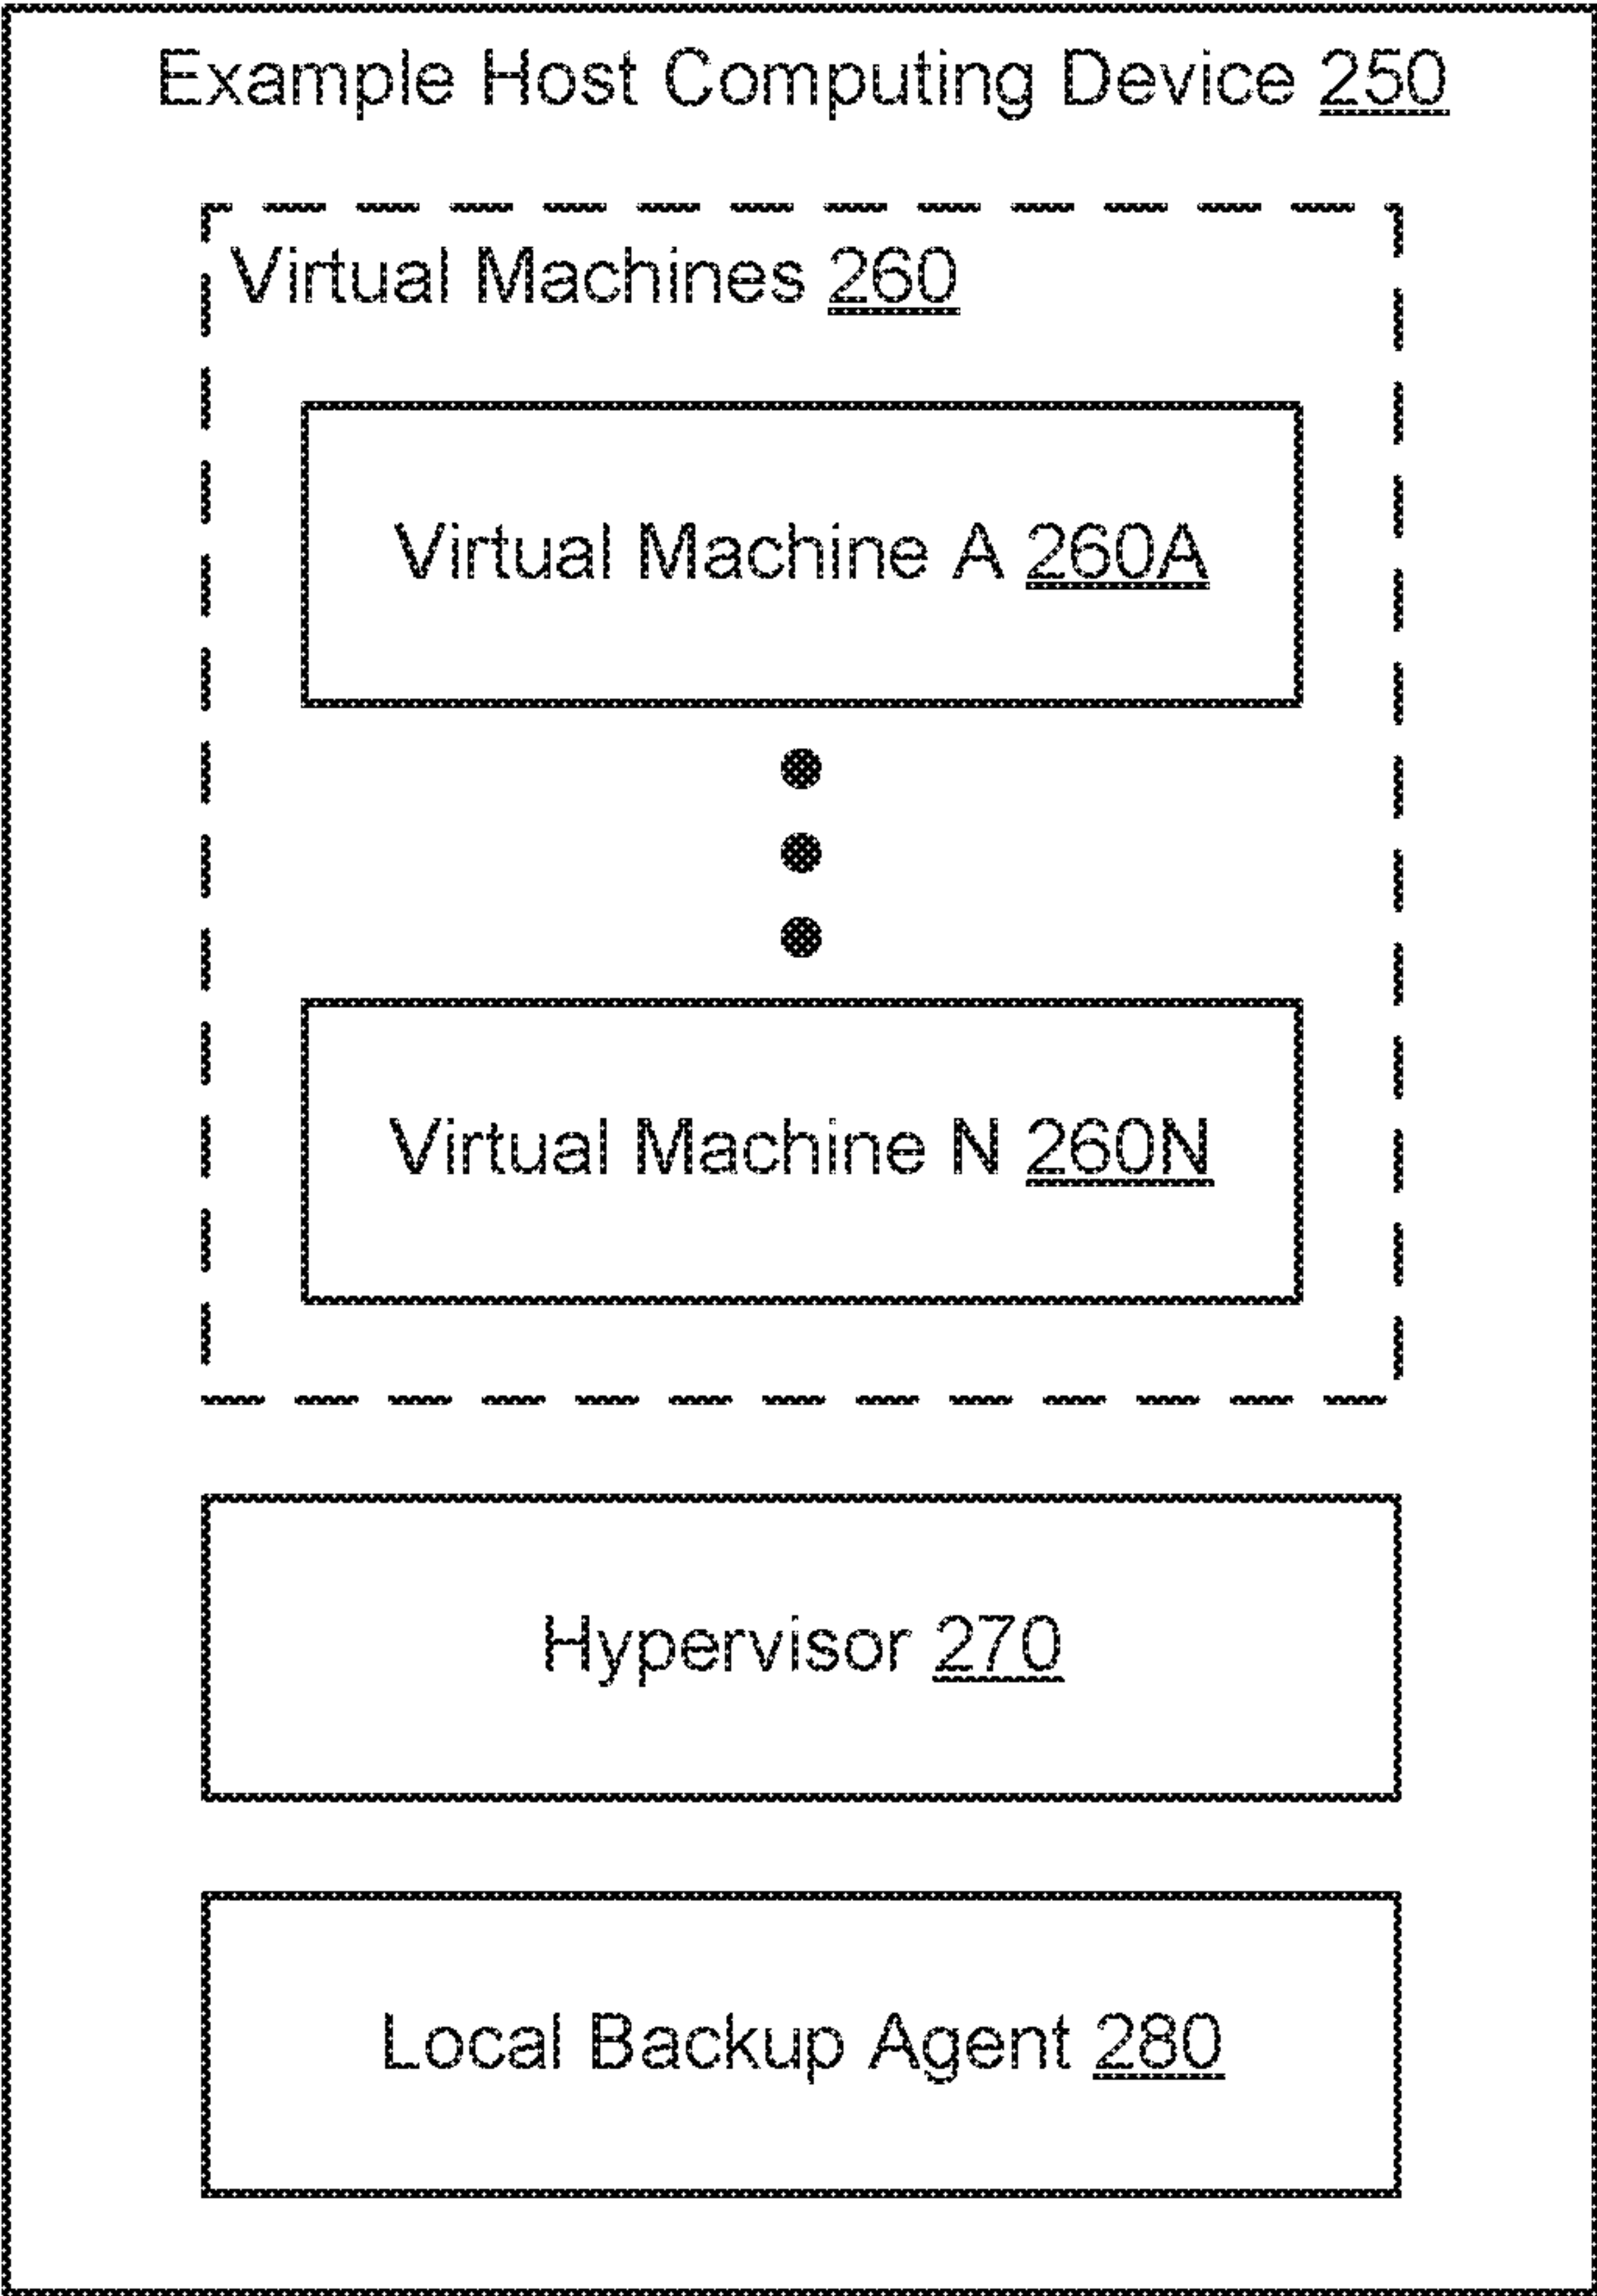 Example Host Computing Device 250
Virtual Machines 260
Virtual Machine A 260A
Virtual Machine N 260N
Hypervisor 270
Local Backup Agent 280